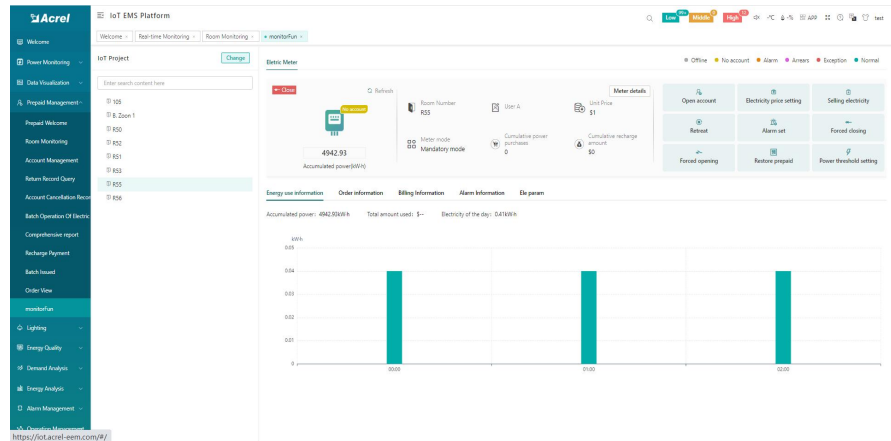 Acrel
IoT EMS Platform
Low 99+ Middle High
APP
test
Welcome
Real-time Monitoring
Room Monitoring
monitorFun
Welcome
Power Monitoring
Data Visualization
Prepaid Management
Prepaid Welcome
Room Monitoring
Account Management
Return Record Query
Account Cancellation Recor
Batch Operation Of Electric
Comprehensive report
Recharge Payment
Batch Issued
Order View
monitorFun
Lighting
Energy Quality
Demand Analysis
Energy Analysis
Alarm Management
Operation Management
https://iot.acrel-eem.com/#/
IoT Project
Change
Enter search content here
105
B. Zoon 1
R50
R52
R51
R53
R55
R56
Eletric Meter
Offline No account Alarm Arrears Exception Normal
Close
Refresh
No account
4942.93
Accumulated power(kW·h)
Meter details
Room Number
R55
User A
Unit Price
$1
Meter mode
Mandatory mode
Cumulative power
purchases
0
Cumulative recharge
amount
$0
Open account
Electricity price setting
Selling electricity
Retreat
Alarm set
Forced closing
Forced opening
Restore prepaid
Power threshold setting
Energy use information
Order information
Billing Information
Alarm Information
Ele param
Accumulated power: 4942.93kW·h Total amount used: $-- Electricity of the day: 0.41kW·h
kW·h
0.05
0.04
0.03
0.02
0.01
0
00:00
01:00
02:00